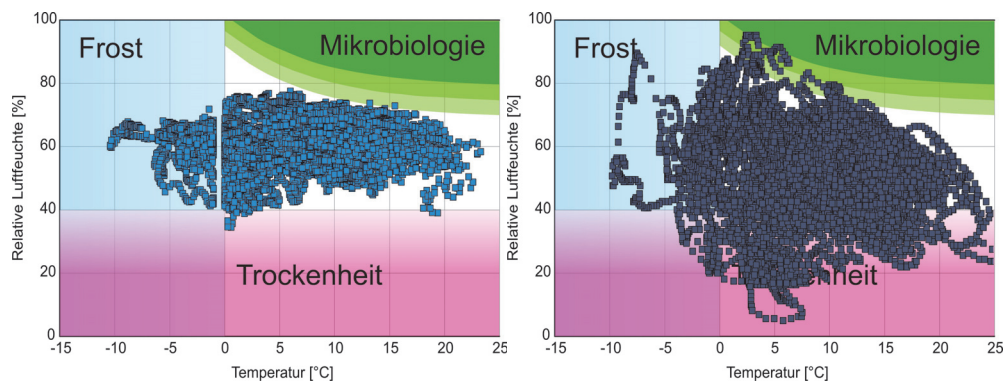 100
80
60
40
20
0
Relative Luftfeuchte [%]
Frost
Mikrobiologie
Trockenheit
-15 -10 -5 0 5 10 15 20 25
Temperatur [°C]
100
80
60
40
20
0
Relative Luftfeuchte [%]
Frost
Mikrobiologie
enheit
-15 -10 -5 0 5 10 15 20 25
Temperatur [°C]